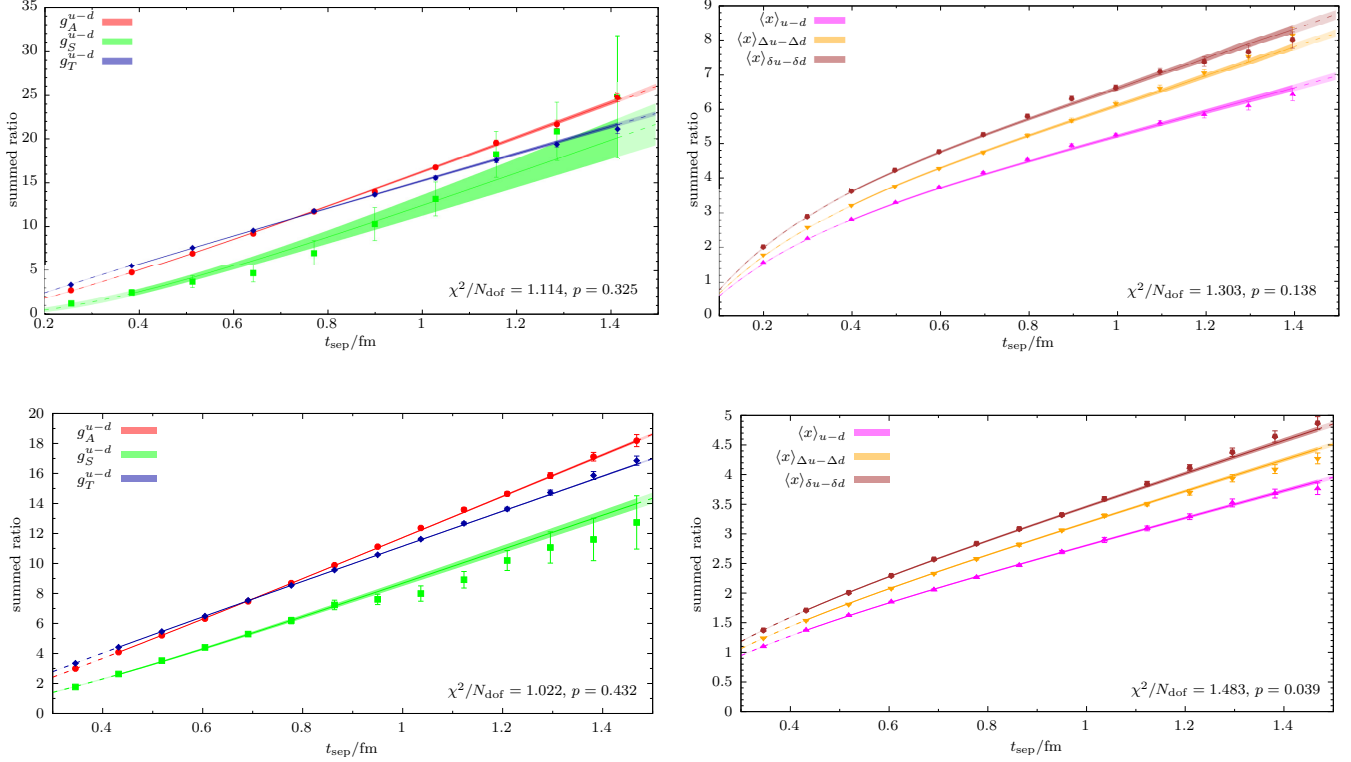 35
30
25
20
15
10
5
0
summed ratio
g_A^{u−d}
g_S^{u−d}
g_T^{u−d}
χ²/N_dof = 1.114, p = 0.325
0.2 0.4 0.6 0.8 1 1.2 1.4
t_sep/fm
9
8
7
6
5
4
3
2
1
0
summed ratio
⟨x⟩_{u−d}
⟨x⟩_{Δu−Δd}
⟨x⟩_{δu−δd}
χ²/N_dof = 1.303, p = 0.138
0.2 0.4 0.6 0.8 1 1.2 1.4
t_sep/fm
20
18
16
14
12
10
8
6
4
2
0
summed ratio
g_A^{u−d}
g_S^{u−d}
g_T^{u−d}
χ²/N_dof = 1.022, p = 0.432
0.4 0.6 0.8 1 1.2 1.4
t_sep/fm
5
4.5
4
3.5
3
2.5
2
1.5
1
0.5
0
summed ratio
⟨x⟩_{u−d}
⟨x⟩_{Δu−Δd}
⟨x⟩_{δu−δd}
χ²/N_dof = 1.483, p = 0.039
0.4 0.6 0.8 1 1.2 1.4
t_sep/fm